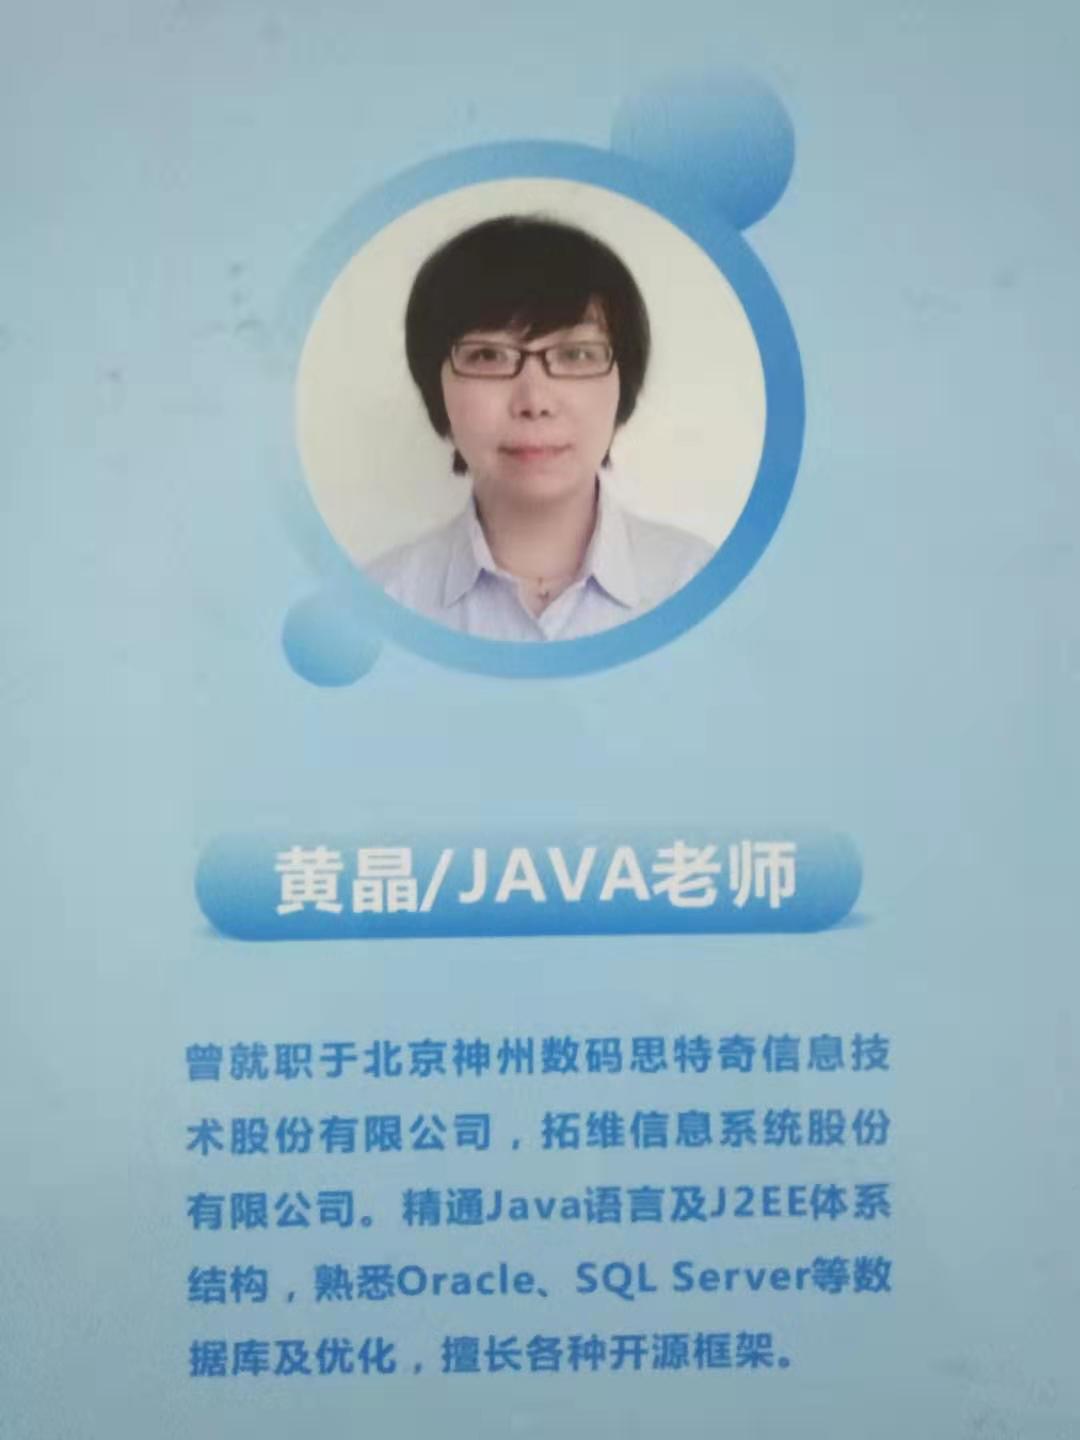 黄晶/JAVA老师
曾就职于北京神州数码思特奇信息技
术股份有限公司，拓维信息系统股份
有限公司。精通Java语言及J2EE体系
结构，熟悉Oracle、SQL Server等数
据库及优化，擅长各种开源框架。